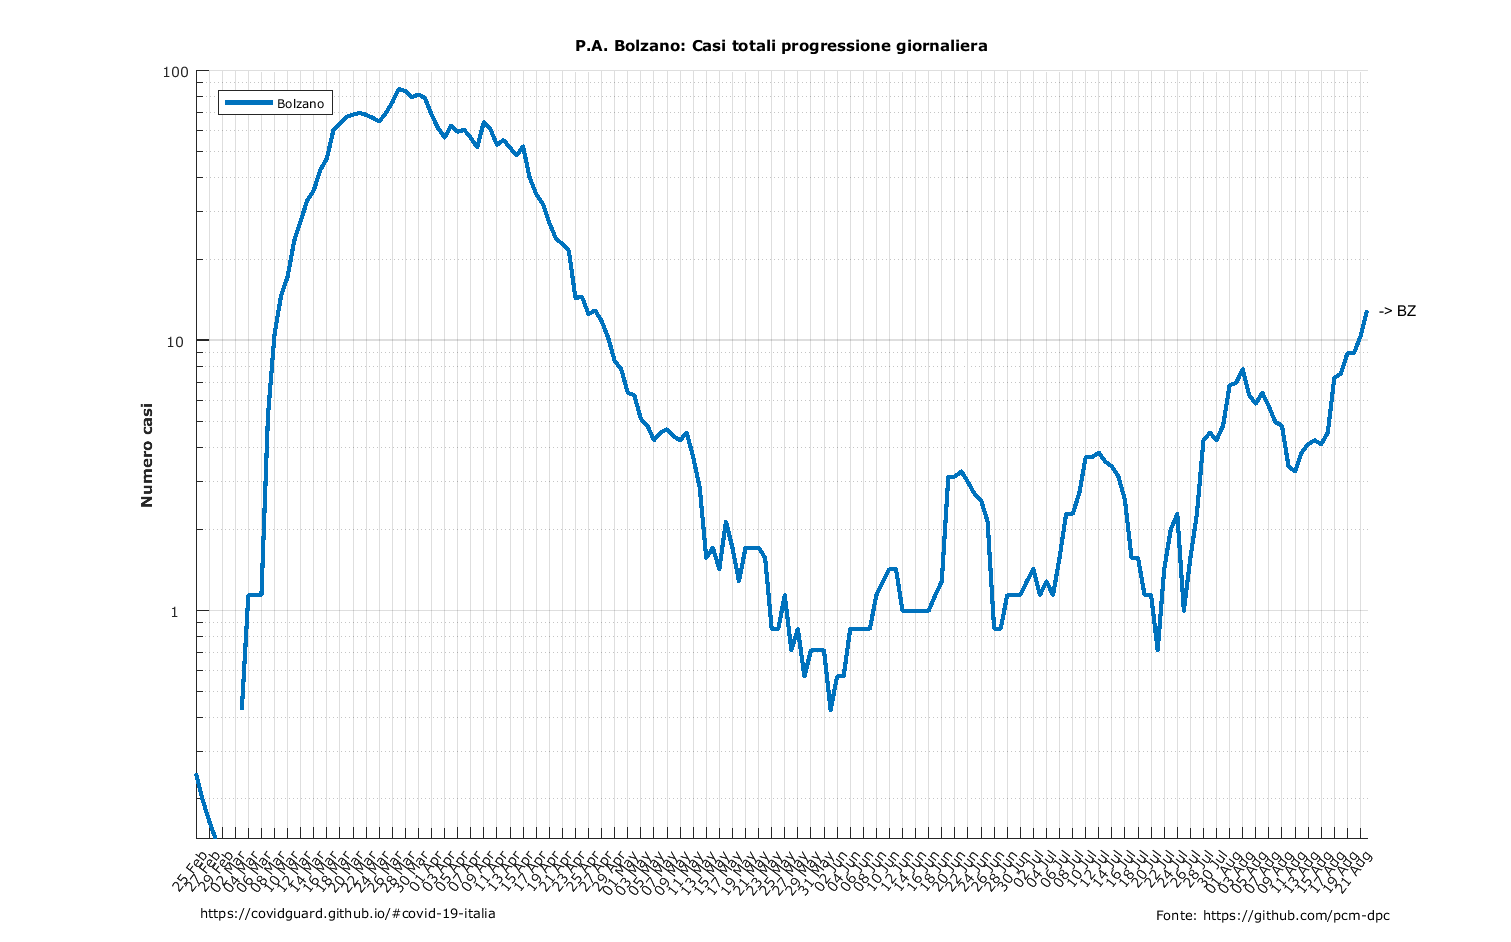 P.A. Bolzano: Casi totali progressione giornaliera
100
Bolzano
-> BZ
10
Numero casi
1
25 Feb
27 Feb
29 Feb
02 Mar
04 Mar
06 Mar
08 Mar
10 Mar
12 Mar
14 Mar
16 Mar
18 Mar
20 Mar
22 Mar
24 Mar
26 Mar
28 Mar
30 Mar
01 Apr
03 Apr
05 Apr
07 Apr
09 Apr
11 Apr
13 Apr
15 Apr
17 Apr
19 Apr
21 Apr
23 Apr
25 Apr
27 Apr
29 Apr
01 May
03 May
05 May
07 May
09 May
11 May
13 May
15 May
17 May
19 May
21 May
23 May
25 May
27 May
29 May
31 May
02 Jun
04 Jun
06 Jun
08 Jun
10 Jun
12 Jun
14 Jun
16 Jun
18 Jun
20 Jun
22 Jun
24 Jun
26 Jun
28 Jun
30 Jun
02 Jul
04 Jul
06 Jul
08 Jul
10 Jul
12 Jul
14 Jul
16 Jul
18 Jul
20 Jul
22 Jul
24 Jul
26 Jul
28 Jul
30 Jul
01 Aug
03 Aug
05 Aug
07 Aug
09 Aug
11 Aug
13 Aug
15 Aug
17 Aug
19 Aug
21 Aug
https://covidguard.github.io/#covid-19-italia
Fonte: https://github.com/pcm-dpc